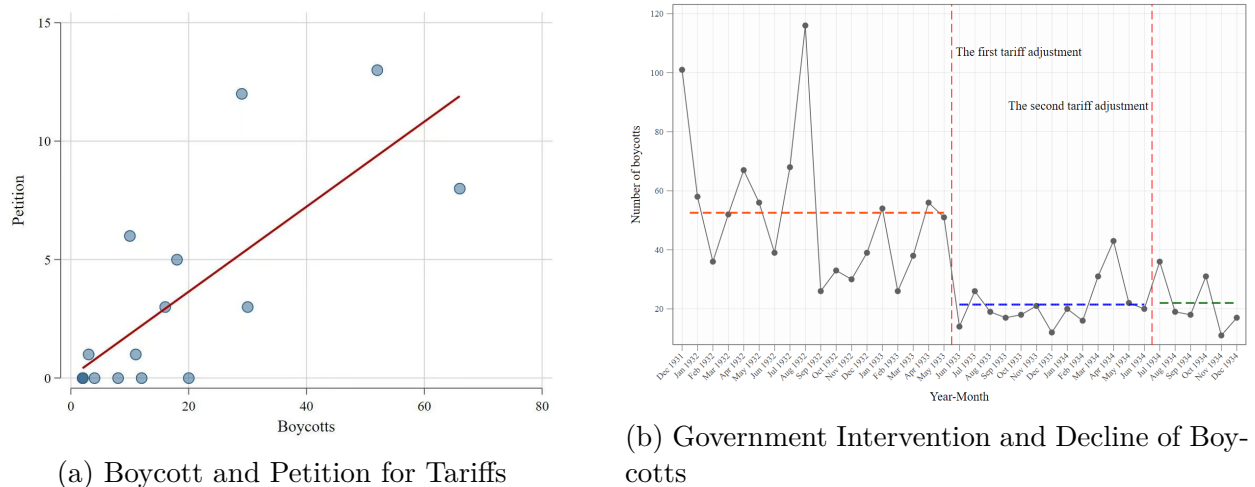 15
10
5
0
Petition
0 20 40 60 80
Boycotts
(a) Boycott and Petition for Tariffs
120
100
80
60
40
20
Number of boycotts
The first tariff adjustment
The second tariff adjustment
Dec 1931
Jan 1932
Feb 1932
Mar 1932
Apr 1932
May 1932
Jun 1932
Jul 1932
Aug 1932
Sep 1932
Oct 1932
Nov 1932
Dec 1932
Jan 1933
Feb 1933
Mar 1933
Apr 1933
May 1933
Jun 1933
Jul 1933
Aug 1933
Sep 1933
Oct 1933
Nov 1933
Dec 1933
Jan 1934
Feb 1934
Mar 1934
Apr 1934
May 1934
Jun 1934
Jul 1934
Aug 1934
Sep 1934
Oct 1934
Nov 1934
Dec 1934
Year-Month
(b) Government Intervention and Decline of Boy-
cotts